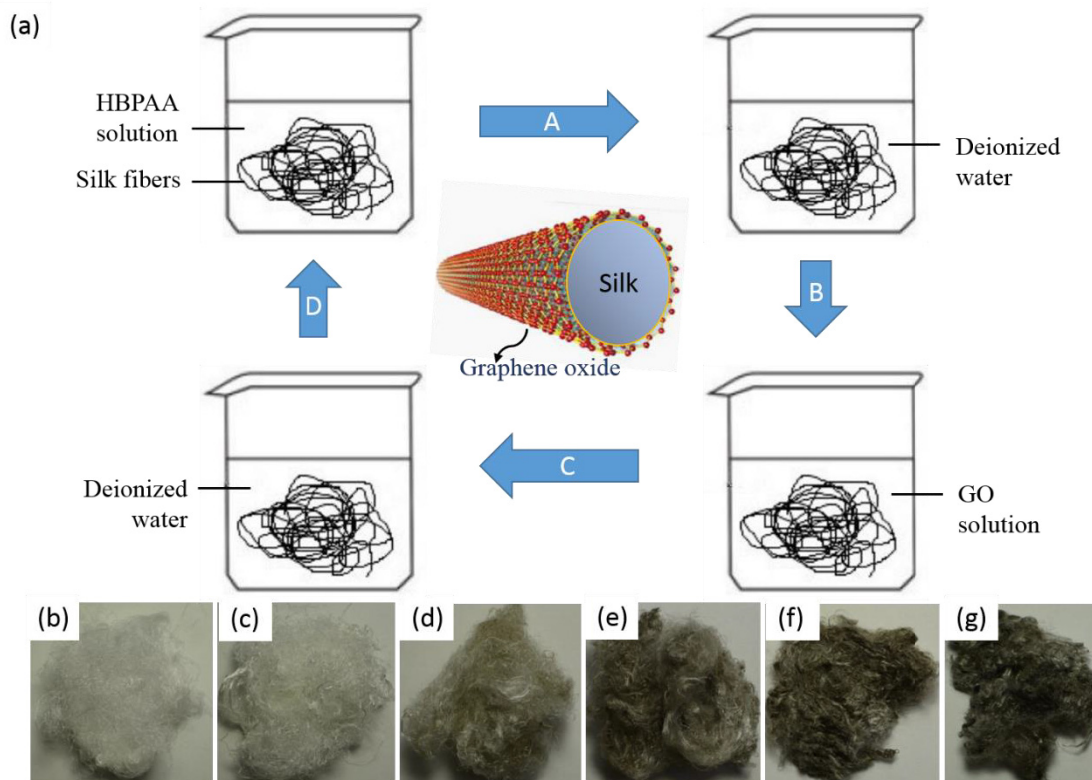 (a)
HBPAA
solution
Silk fibers
A
Deionized
water
Silk
Graphene oxide
D
B
Deionized
water
C
GO
solution
(b)
(c)
(d)
(e)
(f)
(g)